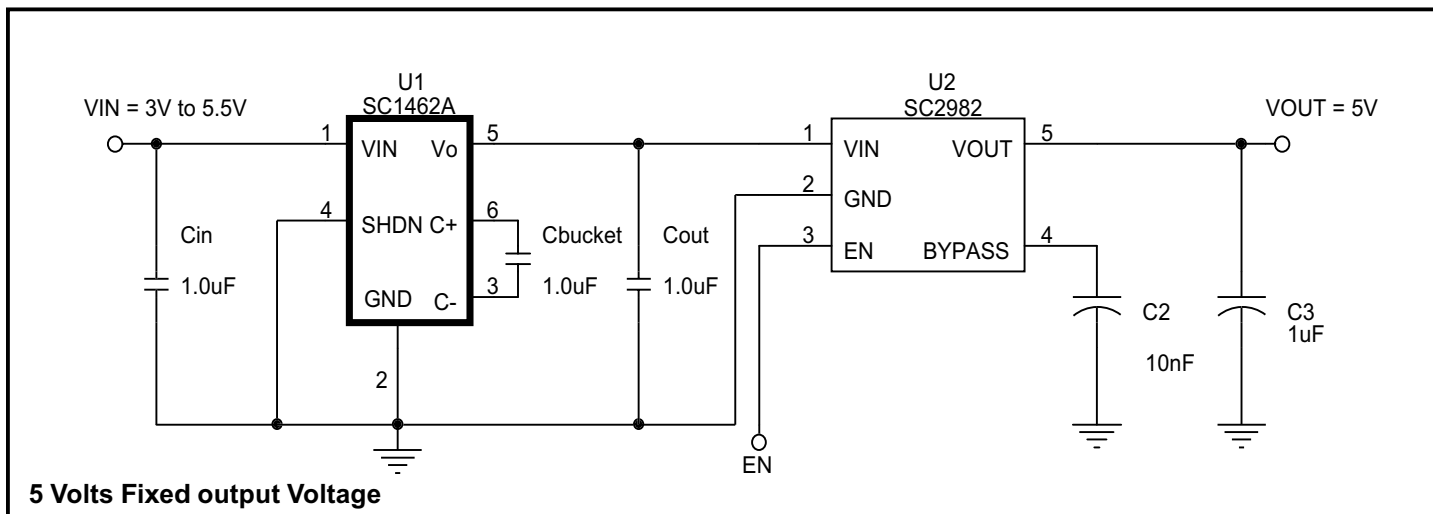 U1
SC1462A
U2
SC2982
VIN = 3V to 5.5V
VOUT = 5V
1
VIN
Vo
5
4
SHDN
C+
6
GND
C-
3
2
Cin
1.0uF
Cbucket
1.0uF
Cout
1.0uF
1
VIN
VOUT
5
2
GND
3
EN
BYPASS
4
C2
10nF
C3
1uF
EN
5 Volts Fixed output Voltage